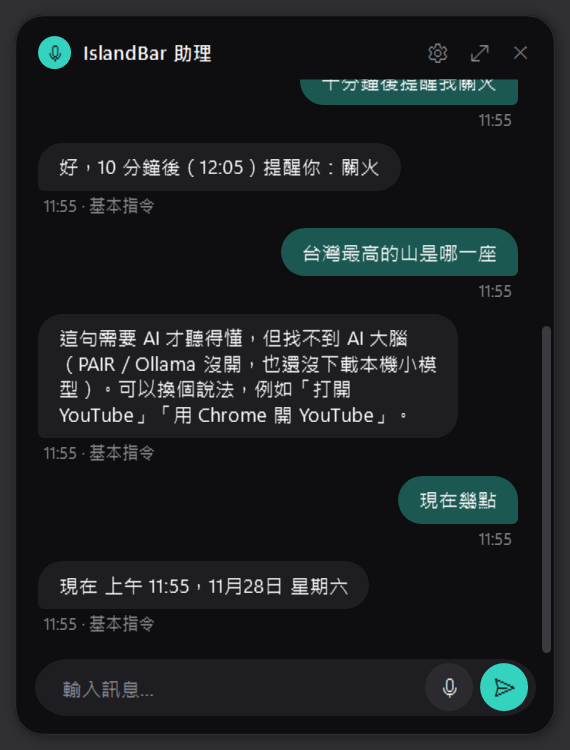 IslandBar 助理
十分鐘後提醒我關火
11:55
好，10 分鐘後（12:05）提醒你：關火
11:55 · 基本指令
台灣最高的山是哪一座
11:55
這句需要 AI 才聽得懂，但找不到 AI 大腦
（PAIR / Ollama 沒開，也還沒下載本機小模
型）。可以換個說法，例如「打開
YouTube」「用 Chrome 開 YouTube」。
11:55 · 基本指令
現在幾點
11:55
現在 上午 11:55，11月28日 星期六
11:55 · 基本指令
輸入訊息...